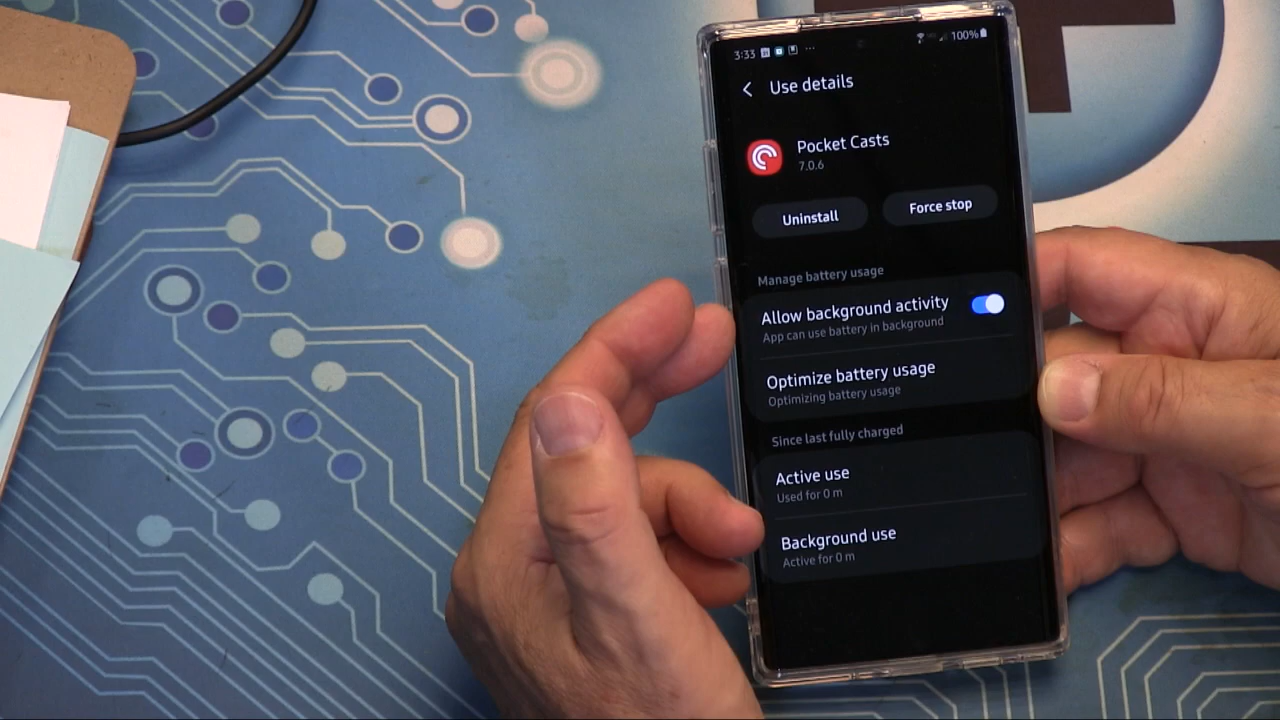 3:33
100%
Use details
Pocket Casts
7.0.6
Uninstall
Force stop
Manage battery usage
Allow background activity
App can use battery in background
Optimize battery usage
Optimizing battery usage
Since last fully charged
Active use
Used for 0 m
Background use
Active for 0 m